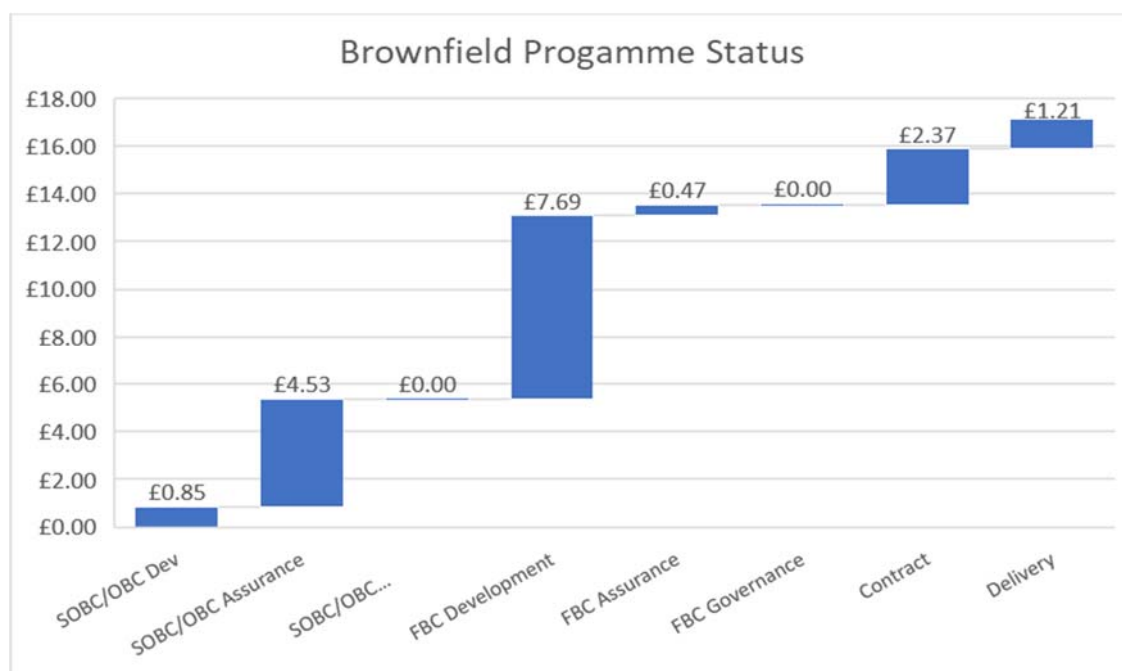 Brownfield Progamme Status
£18.00
£16.00
£14.00
£12.00
£10.00
£8.00
£6.00
£4.00
£2.00
£0.00
£0.85
£4.53
£0.00
£7.69
£0.47
£0.00
£2.37
£1.21
SOBC/OBC Dev
SOBC/OBC Assurance
SOBC/OBC...
FBC Development
FBC Assurance
FBC Governance
Contract
Delivery